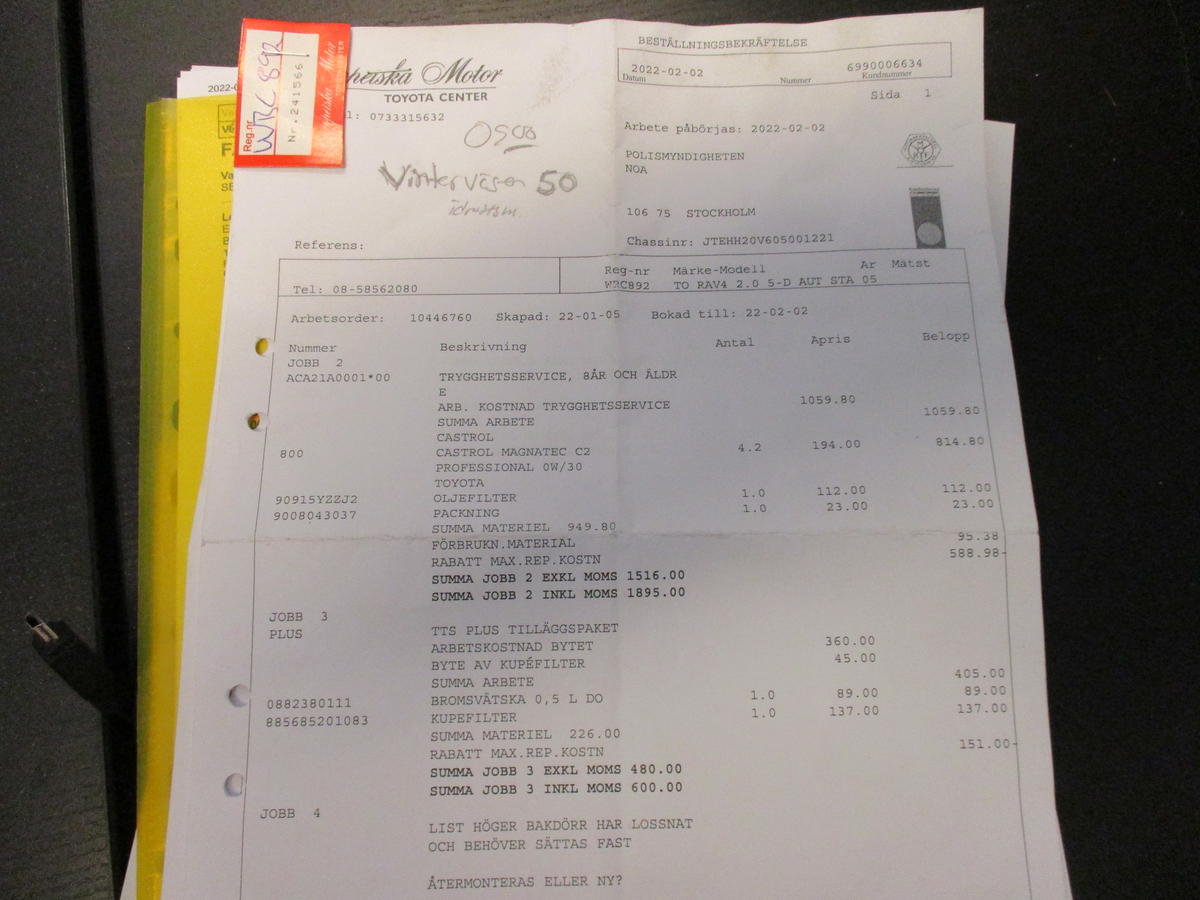 Reg.nr WRC 892
Nr. 241566
Motor
TOYOTA CENTER
0733315632
Vinterväsen 50
2022-0
BESTÄLLNINGSBEKRÄFTELSE
2022-02-02 6990006634
Datum Nummer Kundnummer
Sida 1
Arbete påbörjas: 2022-02-02
POLISMYNDIGHETEN
NOA
106 75 STOCKHOLM
Referens:
Chassinr: JTEHH20V605001221
Reg-nr Märke-Modell Ar Mätst
Tel: 08-58562080 WRC892 TO RAV4 2.0 5-D AUT STA 05
Arbetsorder: 10446760 Skapad: 22-01-05 Bokad till: 22-02-02
Nummer Beskrivning Antal Apris Belopp
JOBB 2
ACA21A0001*00 TRYGGHETSSERVICE, 8ÅR OCH ÄLDR
E
ARB. KOSTNAD TRYGGHETSSERVICE 1059.80
SUMMA ARBETE 1059.80
CASTROL
800 CASTROL MAGNATEC C2 4.2 194.00 814.80
PROFESSIONAL 0W/30
TOYOTA
90915YZZJ2 OLJEFILTER 1.0 112.00 112.00
9008043037 PACKNING 1.0 23.00 23.00
SUMMA MATERIEL 949.80
FÖRBRUKN.MATERIAL 95.38
RABATT MAX.REP.KOSTN 588.98-
SUMMA JOBB 2 EXKL MOMS 1516.00
SUMMA JOBB 2 INKL MOMS 1895.00
JOBB 3
PLUS TTS PLUS TILLÄGGSPAKET
ARBETSKOSTNAD BYTET 360.00
BYTE AV KUPÉFILTER 45.00
SUMMA ARBETE 405.00
0882380111 BROMSVÄTSKA 0,5 L DO 1.0 89.00 89.00
885685201083 KUPEFILTER 1.0 137.00 137.00
SUMMA MATERIEL 226.00
RABATT MAX.REP.KOSTN 151.00-
SUMMA JOBB 3 EXKL MOMS 480.00
SUMMA JOBB 3 INKL MOMS 600.00
JOBB 4
LIST HÖGER BAKDÖRR HAR LOSSNAT
OCH BEHÖVER SÄTTAS FAST
ÅTERMONTERAS ELLER NY?